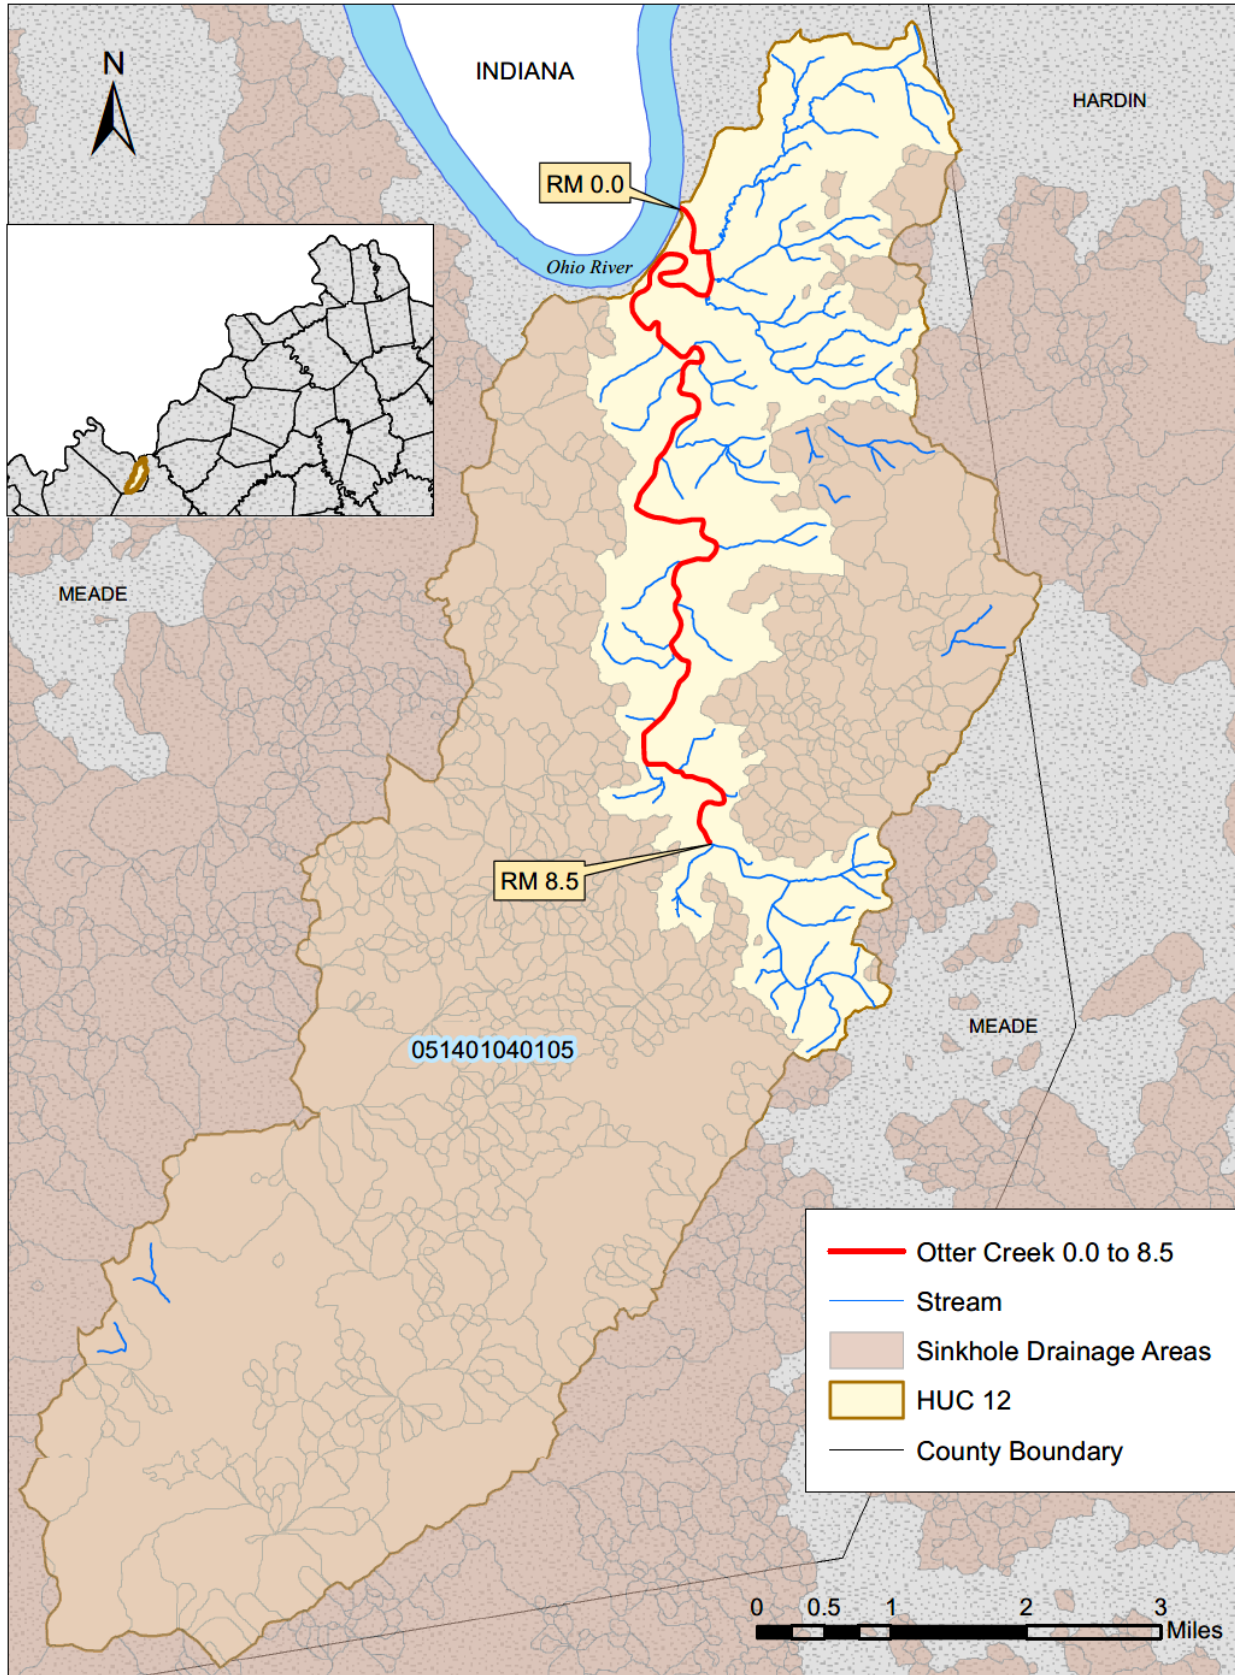 N
INDIANA
HARDIN
RM 0.0
Ohio River
MEADE
RM 8.5
051401040105
MEADE
Otter Creek 0.0 to 8.5
Stream
Sinkhole Drainage Areas
HUC 12
County Boundary
0 0.5 1 2 3
Miles